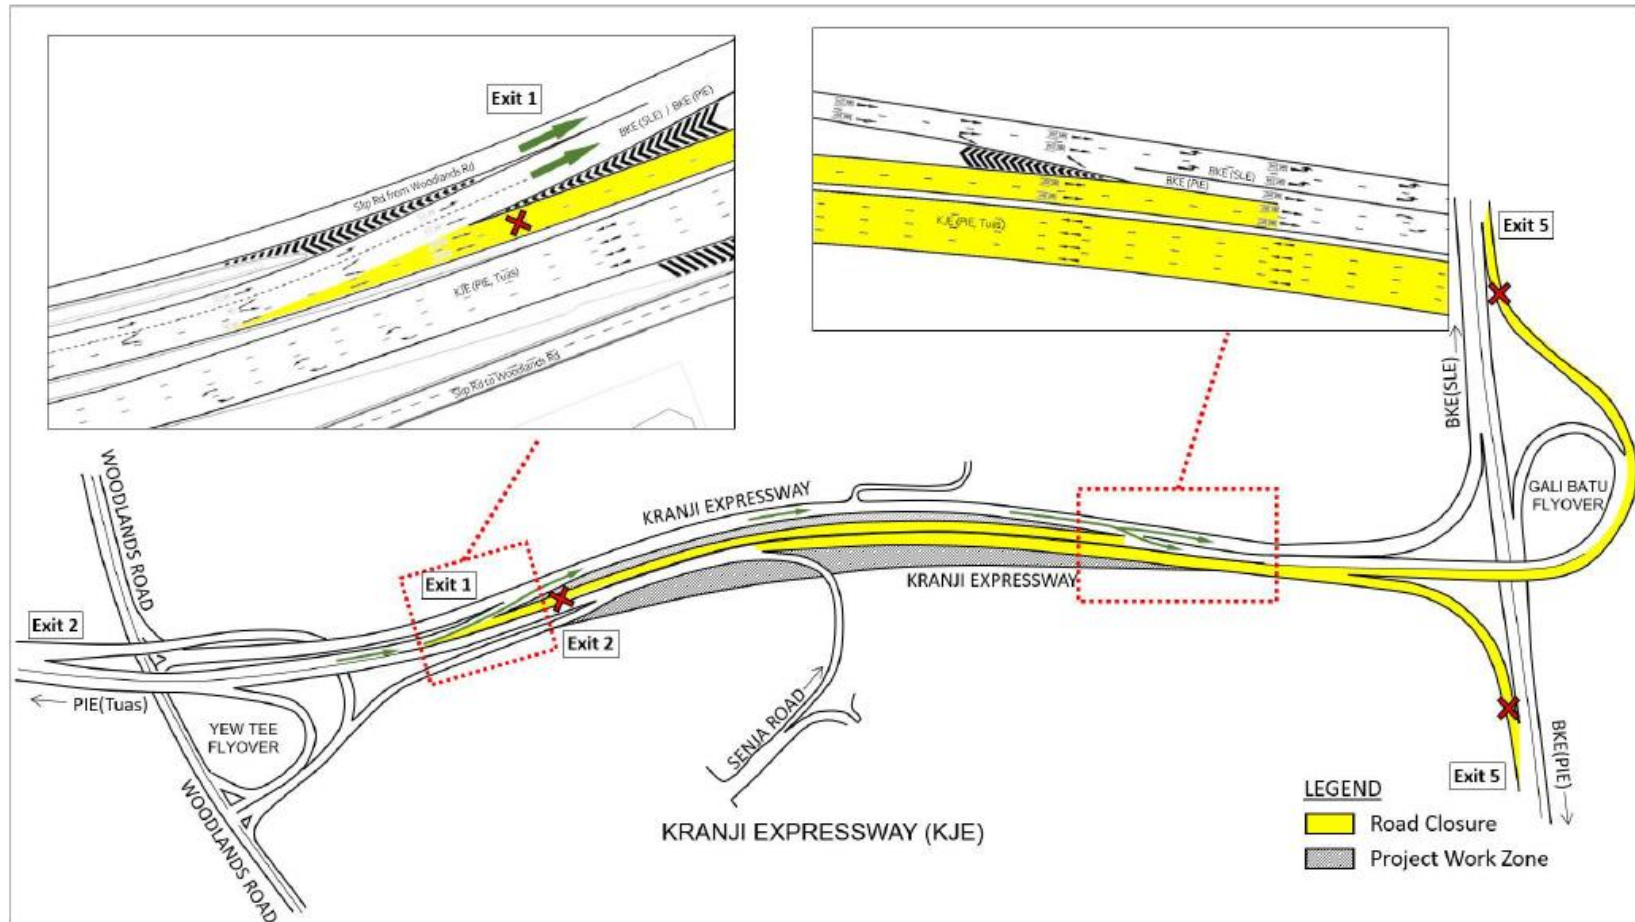 Exit 1
BKE (SLE) / BKE (PIE)
Slip Rd from Woodlands Rd
KJE (PIE, Tuas)
Slip Rd to Woodlands Rd
BKE (SLE)
BKE (PIE)
KJE (PIE, Tuas)
Exit 5
BKE(SLE)
GALI BATU
FLYOVER
WOODLANDS ROAD
KRANJI EXPRESSWAY
Exit 1
KRANJI EXPRESSWAY
Exit 2
Exit 2
PIE(Tuas)
YEW TEE
FLYOVER
SENJA ROAD
WOODLANDS ROAD
BKE(PIE)
Exit 5
KRANJI EXPRESSWAY (KJE)
LEGEND
Road Closure
Project Work Zone